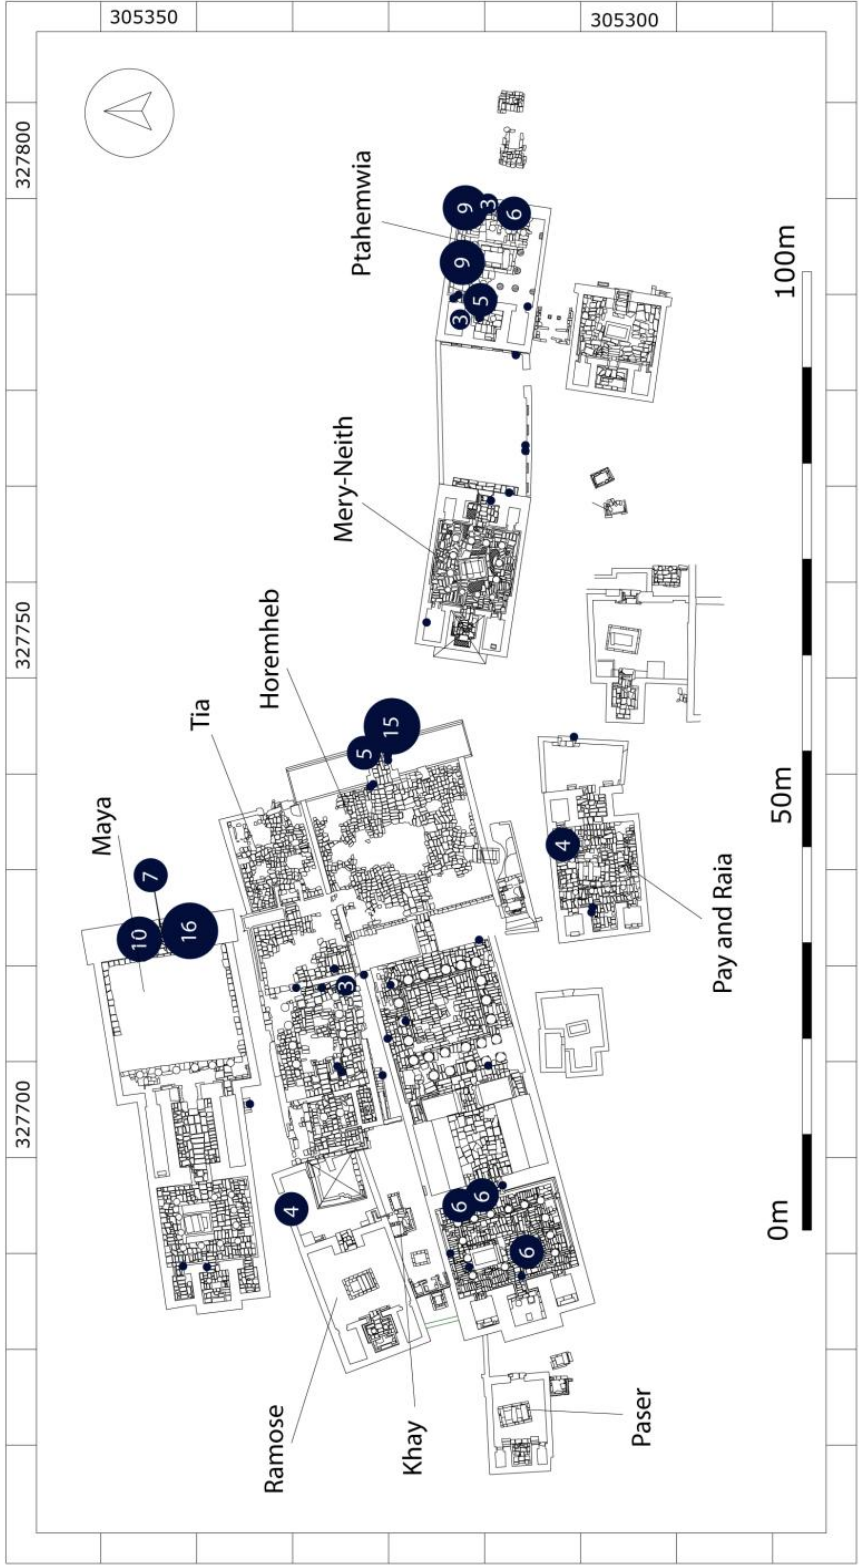 305350
305300
327800
327750
327700
Ptahemwia
9
3
6
9
5
3
100m
Mery-Neith
Horemheb
Tia
15
5
Maya
7
10
16
4
50m
Pay and Raia
3
4
6
6
6
0m
Ramose
Khay
Paser